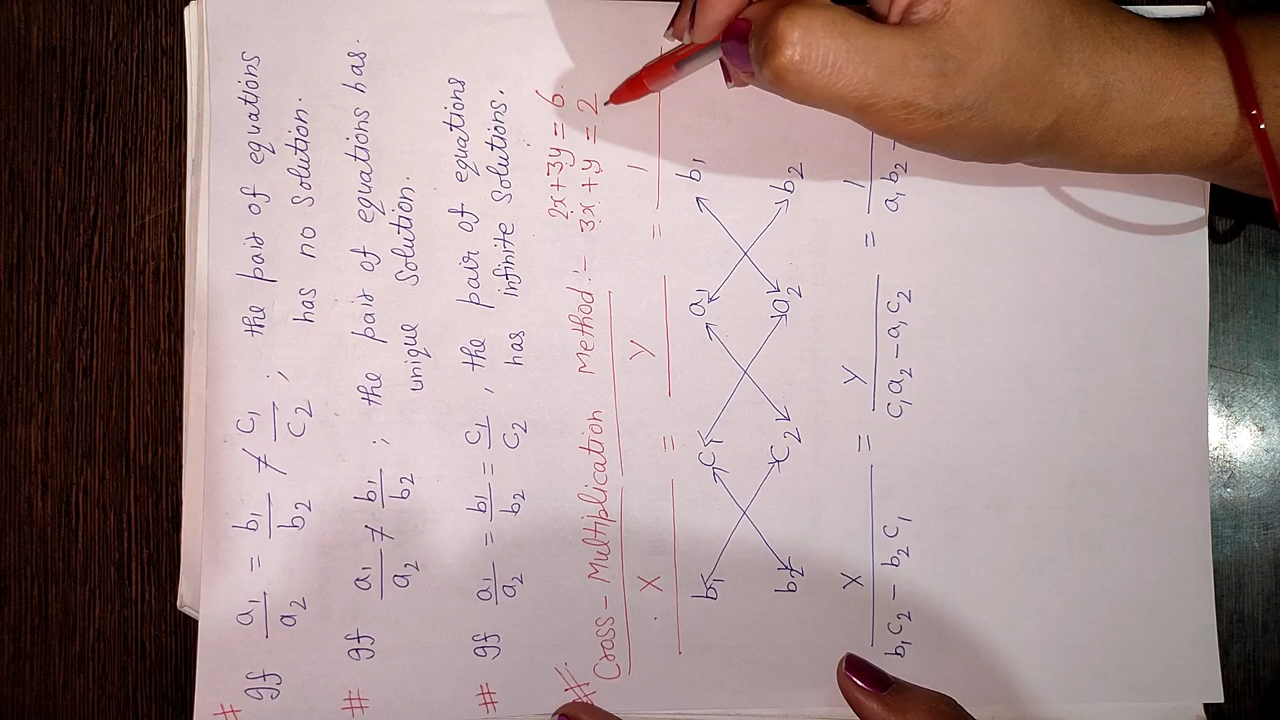 # If a1/a2 = b1/b2 ≠ c1/c2 ; the pair of equations
has no Solution.
# If a1/a2 ≠ b1/b2 ; the pair of equations has
unique Solution.
# If a1/a2 = b1/b2 = c1/c2 , the pair of equations
has infinite Solutions.
2x + 3y = 6
# Cross-Multiplication Method :- 3x + y = 2
x = y = 1
b1 c1 a1 b1
b2 c2 a2 b2
x/(b1c2 - b2c1) = y/(c1a2 - a1c2) = 1/(a1b2 -